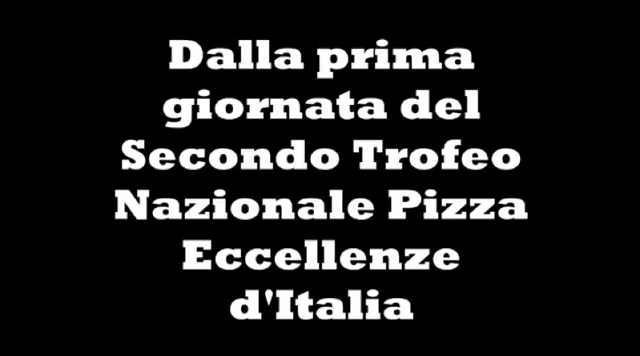 Dalla prima
giornata del
Secondo Trofeo
Nazionale Pizza
Eccellenze
d'Italia